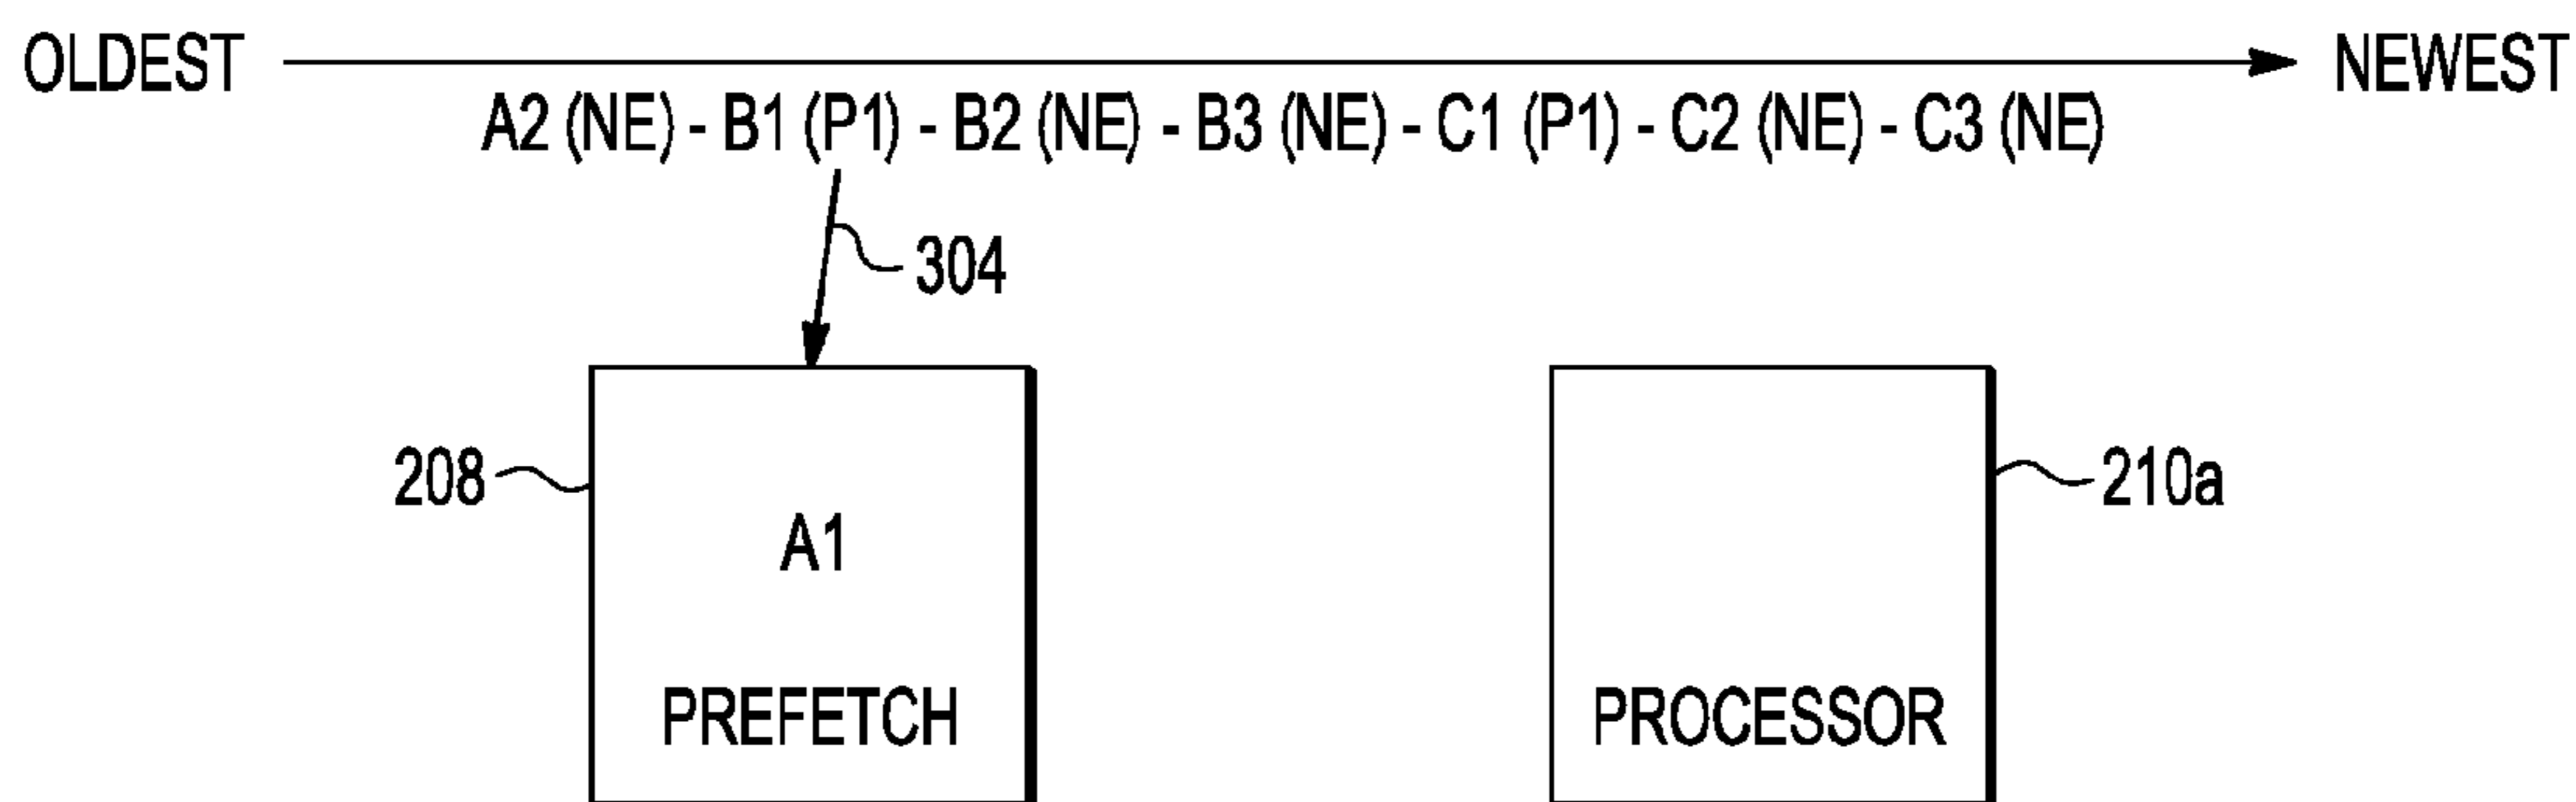 OLDEST NEWEST
A2 (NE) - B1 (P1) - B2 (NE) - B3 (NE) - C1 (P1) - C2 (NE) - C3 (NE)
304
208
210a
A1
PREFETCH
PROCESSOR